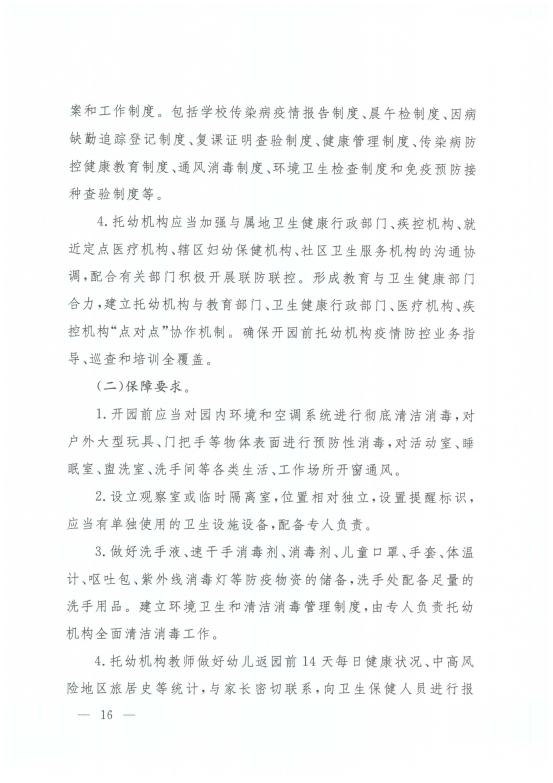 案和工作制度。包括学校传染病疫情报告制度、晨午检制度、因病
缺勤追踪登记制度、复课证明查验制度、健康管理制度、传染病防
控健康教育制度、通风消毒制度、环境卫生检查制度和免疫预防接
种查验制度等。
4.托幼机构应当加强与属地卫生健康行政部门、疾控机构、就
近定点医疗机构、辖区妇幼保健机构、社区卫生服务机构的沟通协
调,配合有关部门积极开展联防联控。形成教育与卫生健康部门
合力,建立托幼机构与教育部门、卫生健康行政部门、医疗机构、疾
控机构“点对点”协作机制。确保开园前托幼机构疫情防控业务指
导、巡查和培训全覆盖。
(二)保障要求。
1.开园前应当对园内环境和空调系统进行彻底清洁消毒,对
户外大型玩具、门把手等物体表面进行预防性消毒,对活动室、睡
眠室、盥洗室、洗手间等各类生活、工作场所开窗通风。
2.设立观察室或临时隔离室,位置相对独立,设置提醒标识,
应当有单独使用的卫生设施设备,配备专人负责。
3.做好洗手液、速干手消毒剂、消毒剂、儿童口罩、手套、体温
计、呕吐包、紫外线消毒灯等防疫物资的储备,洗手处配备足量的
洗手用品。建立环境卫生和清洁消毒管理制度,由专人负责托幼
机构全面清洁消毒工作。
4.托幼机构教师做好幼儿返园前14天每日健康状况、中高风
险地区旅居史等统计,与家长密切联系,向卫生保健人员进行报
— 16 —